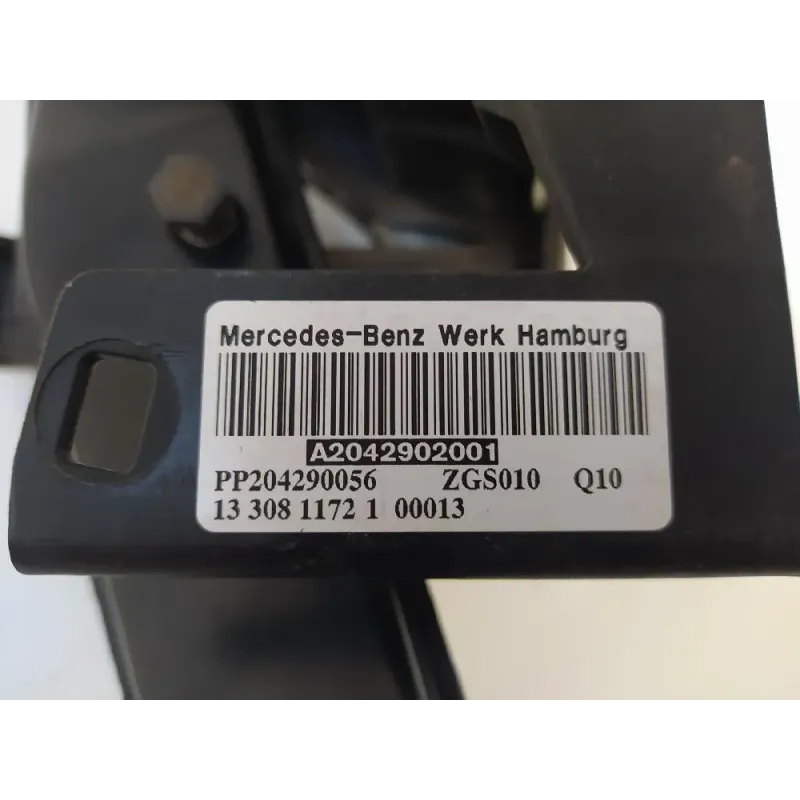 Mercedes-Benz Werk Hamburg
A2042902001
PP204290056 ZGS010 Q10
13 308 1172 1 00013